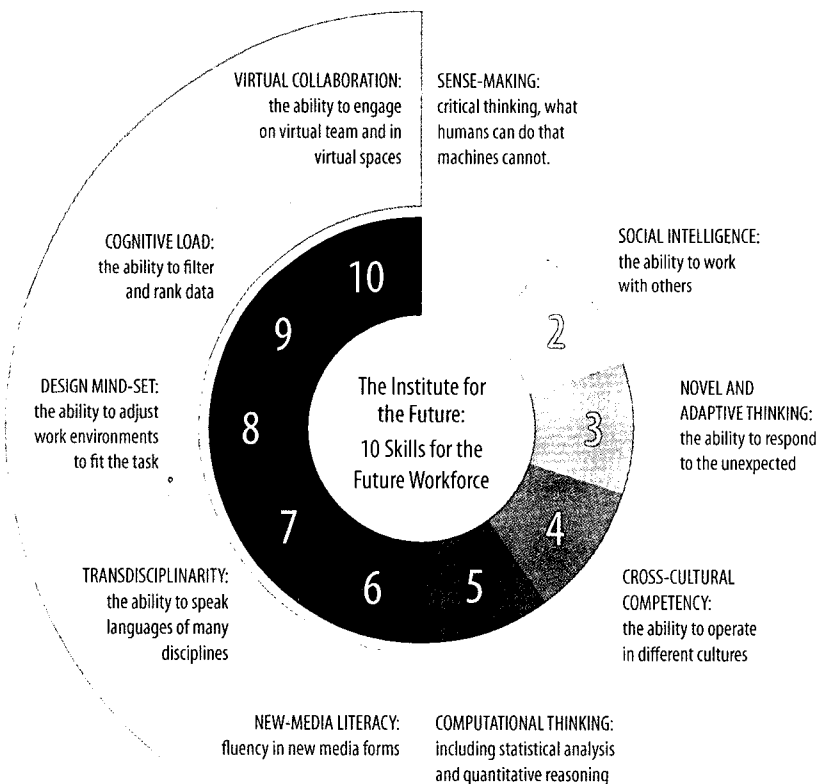 VIRTUAL COLLABORATION:
the ability to engage
on virtual team and in
virtual spaces
SENSE-MAKING:
critical thinking, what
humans can do that
machines cannot.
SOCIAL INTELLIGENCE:
the ability to work
with others
NOVEL AND
ADAPTIVE THINKING:
the ability to respond
to the unexpected
CROSS-CULTURAL
COMPETENCY:
the ability to operate
in different cultures
COMPUTATIONAL THINKING:
including statistical analysis
and quantitative reasoning
NEW-MEDIA LITERACY:
fluency in new media forms
TRANSDISCIPLINARITY:
the ability to speak
languages of many
disciplines
DESIGN MIND-SET:
the ability to adjust
work environments
to fit the task
COGNITIVE LOAD:
the ability to filter
and rank data
10
9
8
7
6
5
4
3
2
The Institute for
the Future:
10 Skills for the
Future Workforce